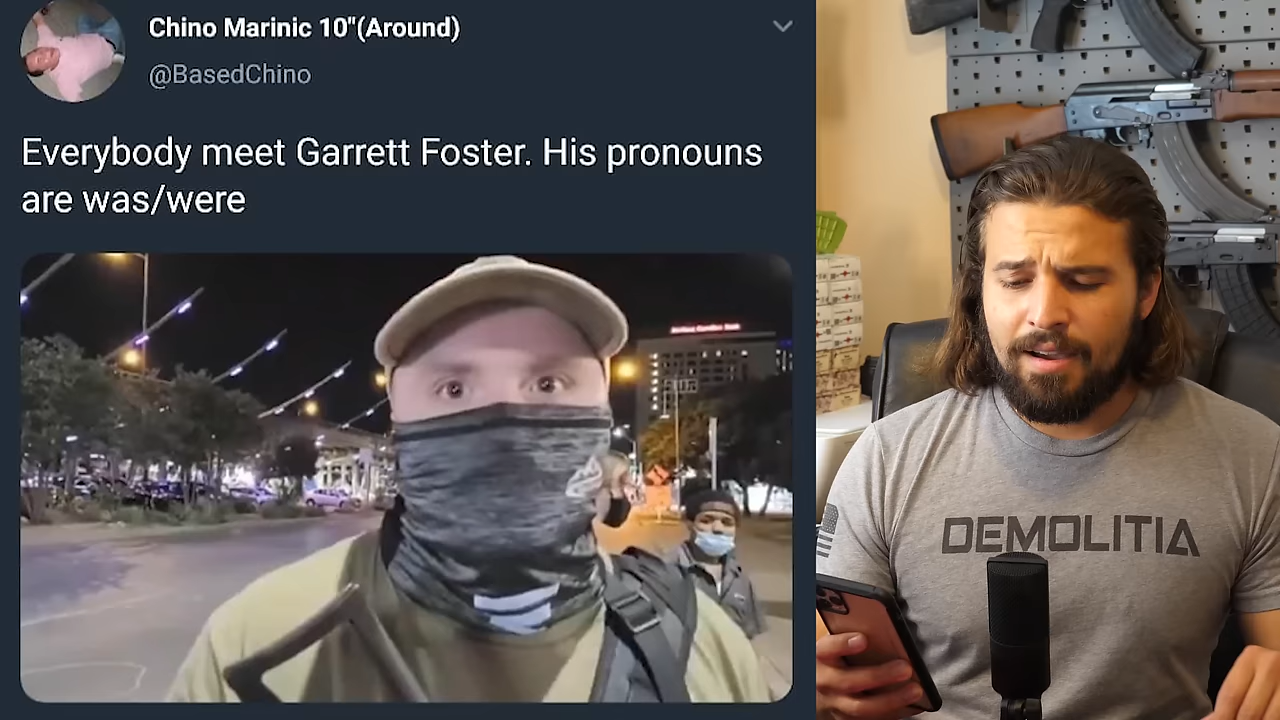 Chino Marinic 10"(Around)
@BasedChino
Everybody meet Garrett Foster. His pronouns
are was/were
DEMOLITIA